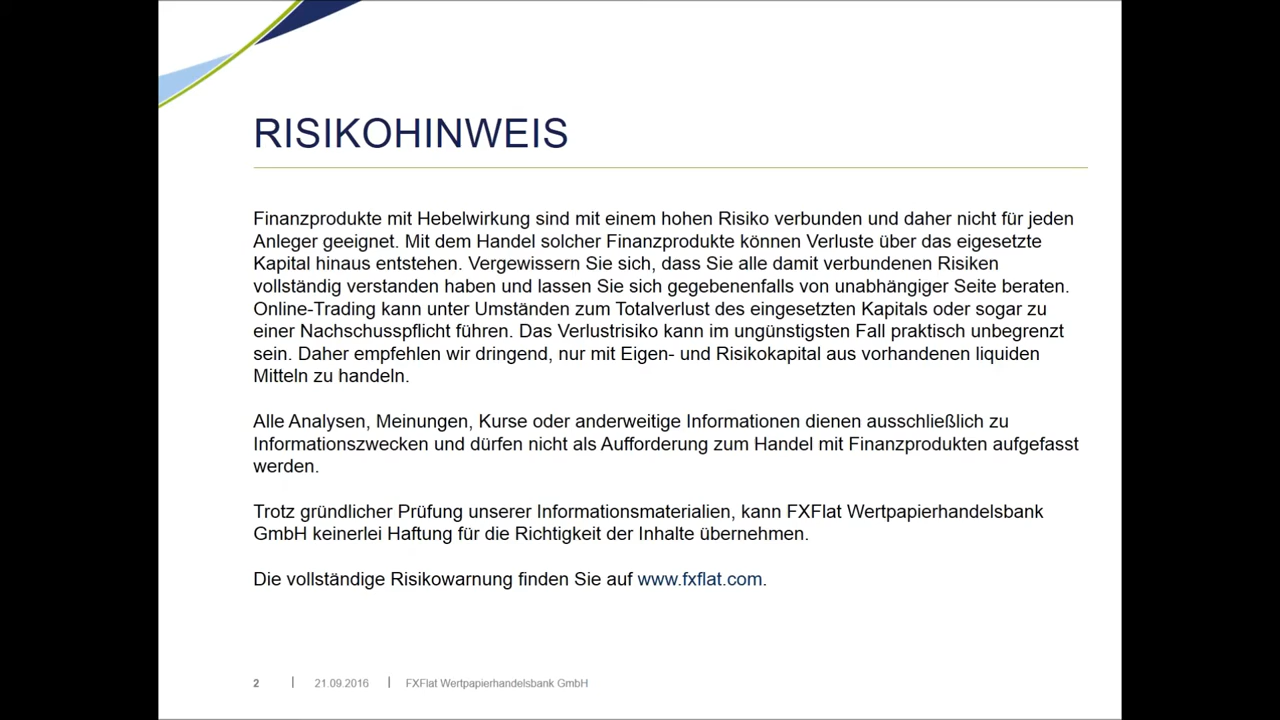 RISIKOHINWEIS
Finanzprodukte mit Hebelwirkung sind mit einem hohen Risiko verbunden und daher nicht für jeden
Anleger geeignet. Mit dem Handel solcher Finanzprodukte können Verluste über das eigesetzte
Kapital hinaus entstehen. Vergewissern Sie sich, dass Sie alle damit verbundenen Risiken
vollständig verstanden haben und lassen Sie sich gegebenenfalls von unabhängiger Seite beraten.
Online-Trading kann unter Umständen zum Totalverlust des eingesetzten Kapitals oder sogar zu
einer Nachschusspflicht führen. Das Verlustrisiko kann im ungünstigsten Fall praktisch unbegrenzt
sein. Daher empfehlen wir dringend, nur mit Eigen- und Risikokapital aus vorhandenen liquiden
Mitteln zu handeln.
Alle Analysen, Meinungen, Kurse oder anderweitige Informationen dienen ausschließlich zu
Informationszwecken und dürfen nicht als Aufforderung zum Handel mit Finanzprodukten aufgefasst
werden.
Trotz gründlicher Prüfung unserer Informationsmaterialien, kann FXFlat Wertpapierhandelsbank
GmbH keinerlei Haftung für die Richtigkeit der Inhalte übernehmen.
Die vollständige Risikowarnung finden Sie auf www.fxflat.com.
2 | 21.09.2016 | FXFlat Wertpapierhandelsbank GmbH